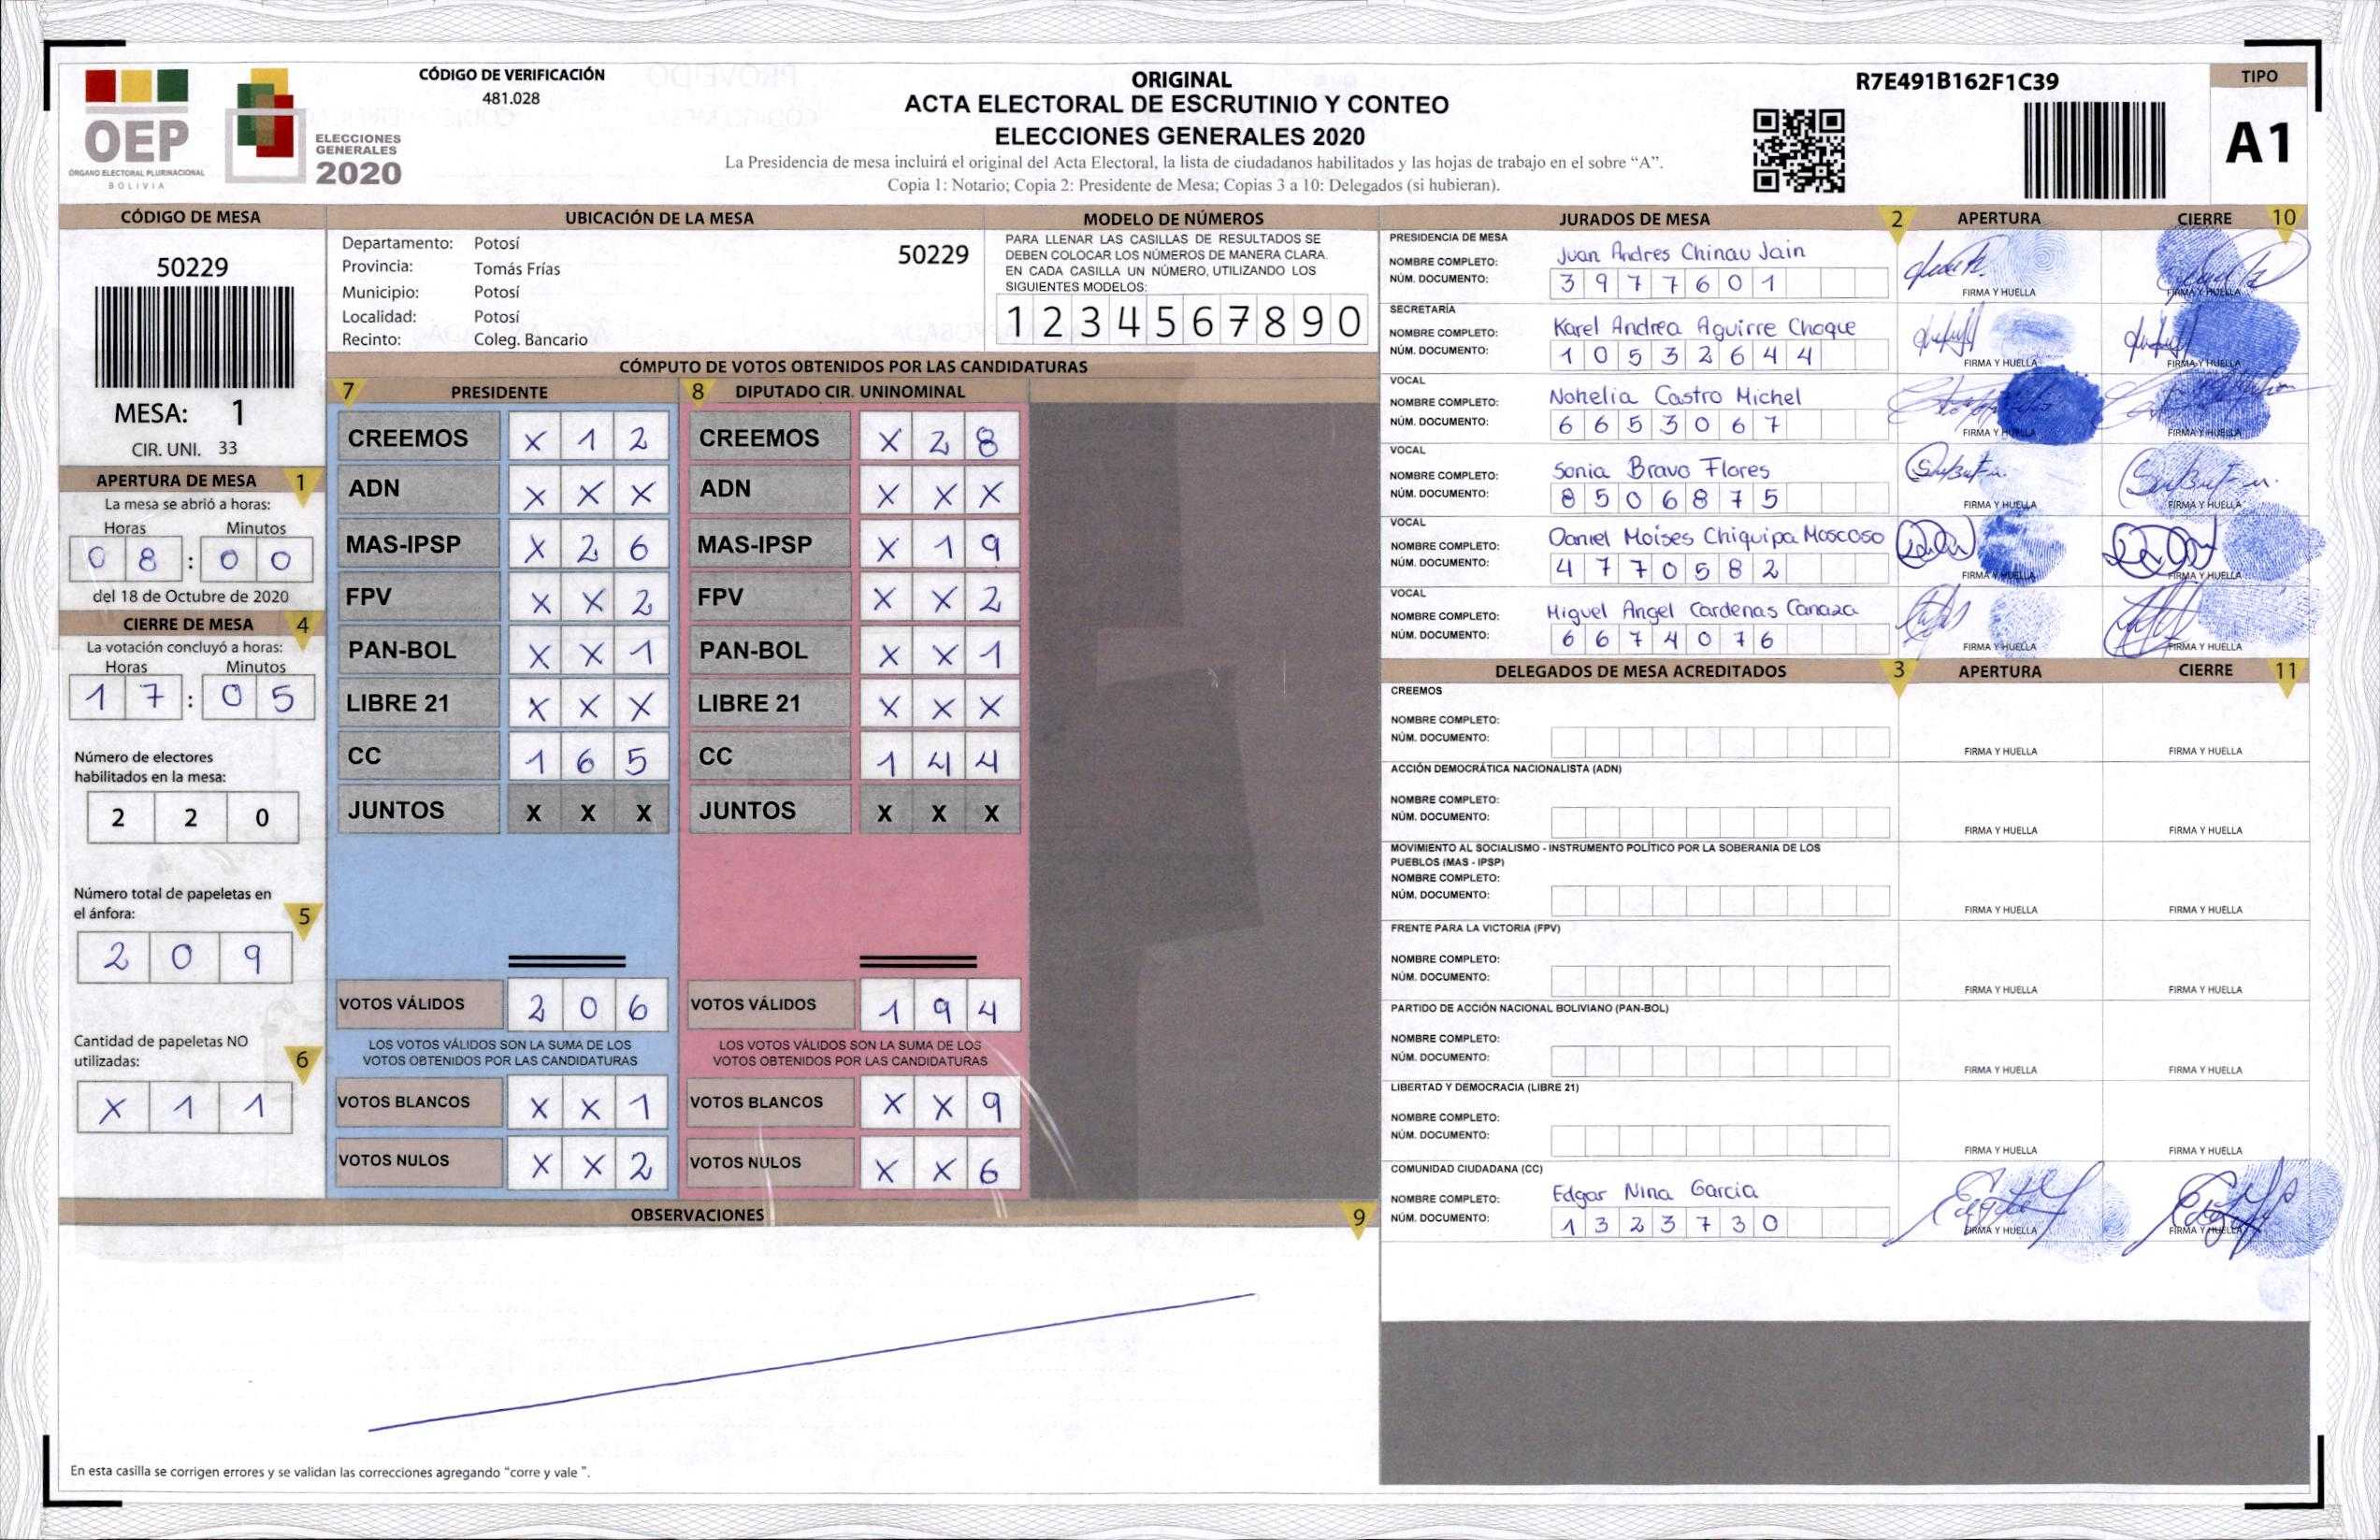 OEP
ÓRGANO ELECTORAL PLURINACIONAL
BOLIVIA
ELECCIONES
GENERALES
2020
CÓDIGO DE VERIFICACIÓN
481.028
ORIGINAL
ACTA ELECTORAL DE ESCRUTINIO Y CONTEO
ELECCIONES GENERALES 2020
La Presidencia de mesa incluirá el original del Acta Electoral, la lista de ciudadanos habilitados y las hojas de trabajo en el sobre “A”.
Copia 1: Notario; Copia 2: Presidente de Mesa; Copias 3 a 10: Delegados (si hubieran).
R7E491B162F1C39
TIPO
A1
CÓDIGO DE MESA
50229
MESA: 1
CIR. UNI. 33
APERTURA DE MESA 1
La mesa se abrió a horas:
Horas Minutos
0 8 : 0 0
del 18 de Octubre de 2020
CIERRE DE MESA 4
La votación concluyó a horas:
Horas Minutos
1 7 : 0 5
Número de electores
habilitados en la mesa:
2 2 0
Número total de papeletas en
el ánfora: 5
2 0 9
Cantidad de papeletas NO
utilizadas: 6
X 1 1
UBICACIÓN DE LA MESA
Departamento: Potosí 50229
Provincia: Tomás Frías
Municipio: Potosí
Localidad: Potosí
Recinto: Coleg. Bancario
MODELO DE NÚMEROS
PARA LLENAR LAS CASILLAS DE RESULTADOS SE
DEBEN COLOCAR LOS NÚMEROS DE MANERA CLARA.
EN CADA CASILLA UN NÚMERO, UTILIZANDO LOS
SIGUIENTES MODELOS:
1 2 3 4 5 6 7 8 9 0
CÓMPUTO DE VOTOS OBTENIDOS POR LAS CANDIDATURAS
7 PRESIDENTE 8 DIPUTADO CIR. UNINOMINAL
CREEMOS X 1 2 CREEMOS X 2 8
ADN X X X ADN X X X
MAS-IPSP X 2 6 MAS-IPSP X 1 9
FPV X X 2 FPV X X 2
PAN-BOL X X 1 PAN-BOL X X 1
LIBRE 21 X X X LIBRE 21 X X X
CC 1 6 5 CC 1 4 4
JUNTOS X X X JUNTOS X X X
VOTOS VÁLIDOS 2 0 6 VOTOS VÁLIDOS 1 9 4
LOS VOTOS VÁLIDOS SON LA SUMA DE LOS LOS VOTOS VÁLIDOS SON LA SUMA DE LOS
VOTOS OBTENIDOS POR LAS CANDIDATURAS VOTOS OBTENIDOS POR LAS CANDIDATURAS
VOTOS BLANCOS X X 1 VOTOS BLANCOS X X 9
VOTOS NULOS X X 2 VOTOS NULOS X X 6
OBSERVACIONES 9
En esta casilla se corrigen errores y se validan las correcciones agregando “corre y vale”.
JURADOS DE MESA 2 APERTURA CIERRE 10
PRESIDENCIA DE MESA
NOMBRE COMPLETO: Juan Andres Chinau Jain
NÚM. DOCUMENTO: 3 9 7 7 6 0 1
FIRMA Y HUELLA FIRMA Y HUELLA
SECRETARÍA
NOMBRE COMPLETO: Karel Andrea Aguirre Choque
NÚM. DOCUMENTO: 1 0 5 3 2 6 4 4
FIRMA Y HUELLA FIRMA Y HUELLA
VOCAL
NOMBRE COMPLETO: Nohelia Castro Michel
NÚM. DOCUMENTO: 6 6 5 3 0 6 7
FIRMA Y HUELLA FIRMA Y HUELLA
VOCAL
NOMBRE COMPLETO: Sonia Bravo Flores
NÚM. DOCUMENTO: 8 5 0 6 8 7 5
FIRMA Y HUELLA FIRMA Y HUELLA
VOCAL
NOMBRE COMPLETO: Daniel Moises Chiquipa Moscoso
NÚM. DOCUMENTO: 4 7 7 0 5 8 2
FIRMA Y HUELLA FIRMA Y HUELLA
VOCAL
NOMBRE COMPLETO: Miguel Angel Cardenas Canaza
NÚM. DOCUMENTO: 6 6 7 4 0 7 6
FIRMA Y HUELLA FIRMA Y HUELLA
DELEGADOS DE MESA ACREDITADOS 3 APERTURA CIERRE 11
CREEMOS
NOMBRE COMPLETO:
NÚM. DOCUMENTO:
FIRMA Y HUELLA FIRMA Y HUELLA
ACCIÓN DEMOCRÁTICA NACIONALISTA (ADN)
NOMBRE COMPLETO:
NÚM. DOCUMENTO:
FIRMA Y HUELLA FIRMA Y HUELLA
MOVIMIENTO AL SOCIALISMO - INSTRUMENTO POLÍTICO POR LA SOBERANIA DE LOS
PUEBLOS (MAS - IPSP)
NOMBRE COMPLETO:
NÚM. DOCUMENTO:
FIRMA Y HUELLA FIRMA Y HUELLA
FRENTE PARA LA VICTORIA (FPV)
NOMBRE COMPLETO:
NÚM. DOCUMENTO:
FIRMA Y HUELLA FIRMA Y HUELLA
PARTIDO DE ACCIÓN NACIONAL BOLIVIANO (PAN-BOL)
NOMBRE COMPLETO:
NÚM. DOCUMENTO:
FIRMA Y HUELLA FIRMA Y HUELLA
LIBERTAD Y DEMOCRACIA (LIBRE 21)
NOMBRE COMPLETO:
NÚM. DOCUMENTO:
FIRMA Y HUELLA FIRMA Y HUELLA
COMUNIDAD CIUDADANA (CC)
NOMBRE COMPLETO: Edgar Nina Garcia
NÚM. DOCUMENTO: 1 3 2 3 7 3 0
FIRMA Y HUELLA FIRMA Y HUELLA